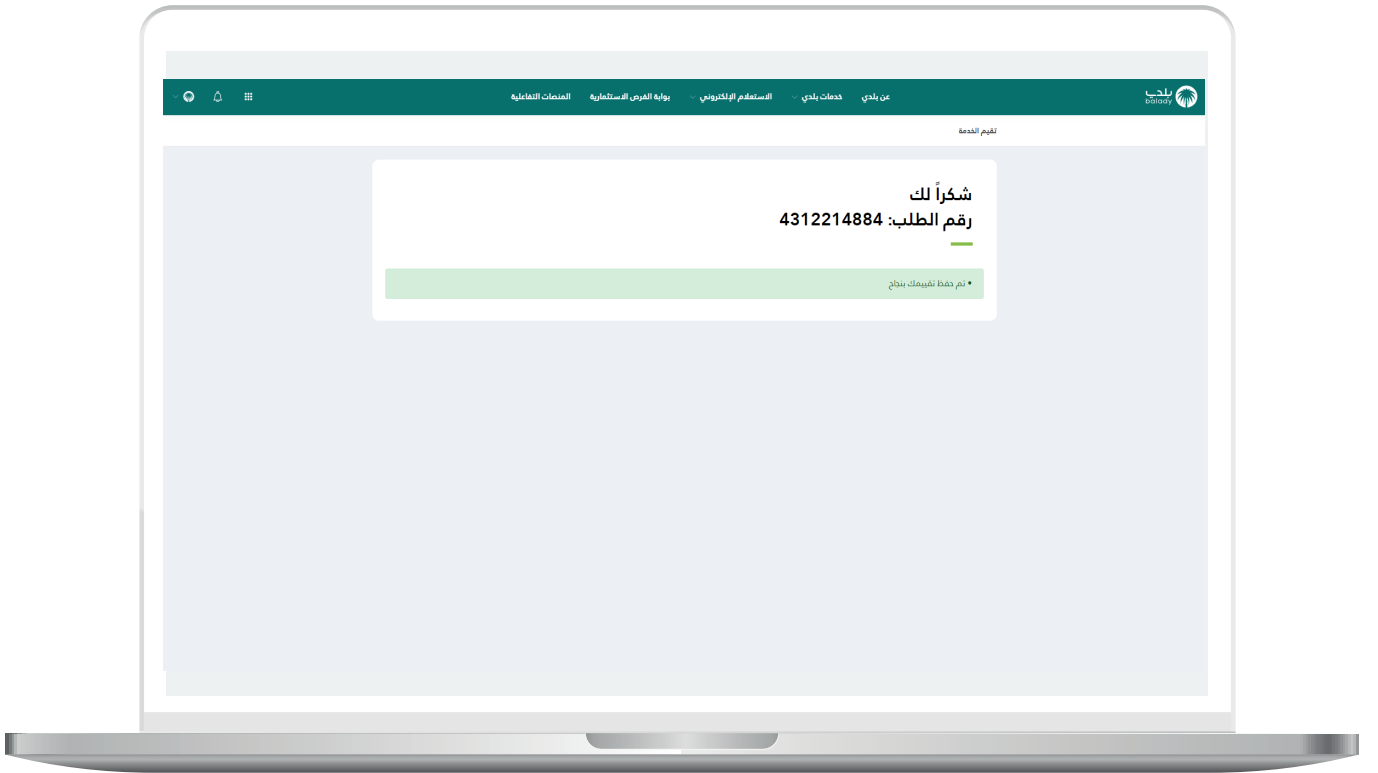 بلدي
balady
عن بلدي
خدمات بلدي
الاستعلام الإلكتروني
بوابة الفرص الاستثمارية
المنصات التفاعلية
تقيم الخدمة
شكراً لك
رقم الطلب: 4312214884
• تم حفظ تقييمك بنجاح